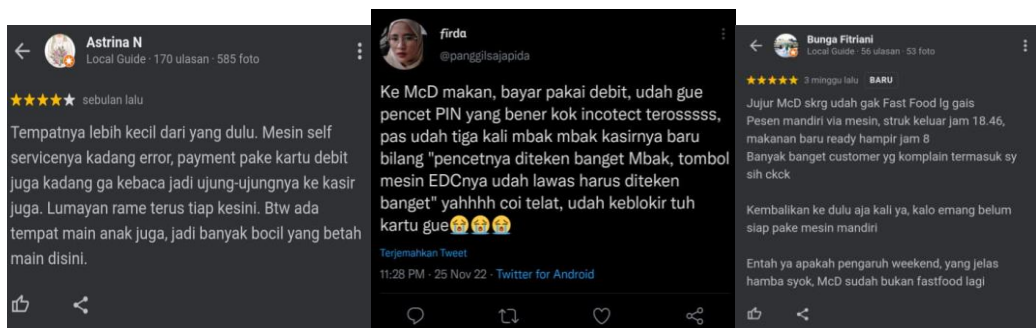 Astrina N
Local Guide · 170 ulasan · 585 foto
sebulan lalu
Tempatnya lebih kecil dari yang dulu. Mesin self
servicenya kadang error, payment pake kartu debit
juga kadang ga kebaca jadi ujung-ujungnya ke kasir
juga. Lumayan rame terus tiap kesini. Btw ada
tempat main anak juga, jadi banyak bocil yang betah
main disini.
firda
@panggilsajapida
Ke McD makan, bayar pakai debit, udah gue
pencet PIN yang bener kok incotect terosssss,
pas udah tiga kali mbak mbak kasirnya baru
bilang "pencetnya diteken banget Mbak, tombol
mesin EDCnya udah lawas harus diteken
banget" yahhhh coi telat, udah keblokir tuh
kartu gue😭😭😭
Terjemahkan Tweet
11:28 PM · 25 Nov 22 · Twitter for Android
Bunga Fitriani
Local Guide · 56 ulasan · 53 foto
3 minggu lalu BARU
Jujur McD skrg udah gak Fast Food lg gais
Pesen mandiri via mesin, struk keluar jam 18.46,
makanan baru ready hampir jam 8
Banyak banget customer yg komplain termasuk sy
sih ckck
Kembalikan ke dulu aja kali ya, kalo emang belum
siap pake mesin mandiri
Entah ya apakah pengaruh weekend, yang jelas
hamba syok, McD sudah bukan fastfood lagi